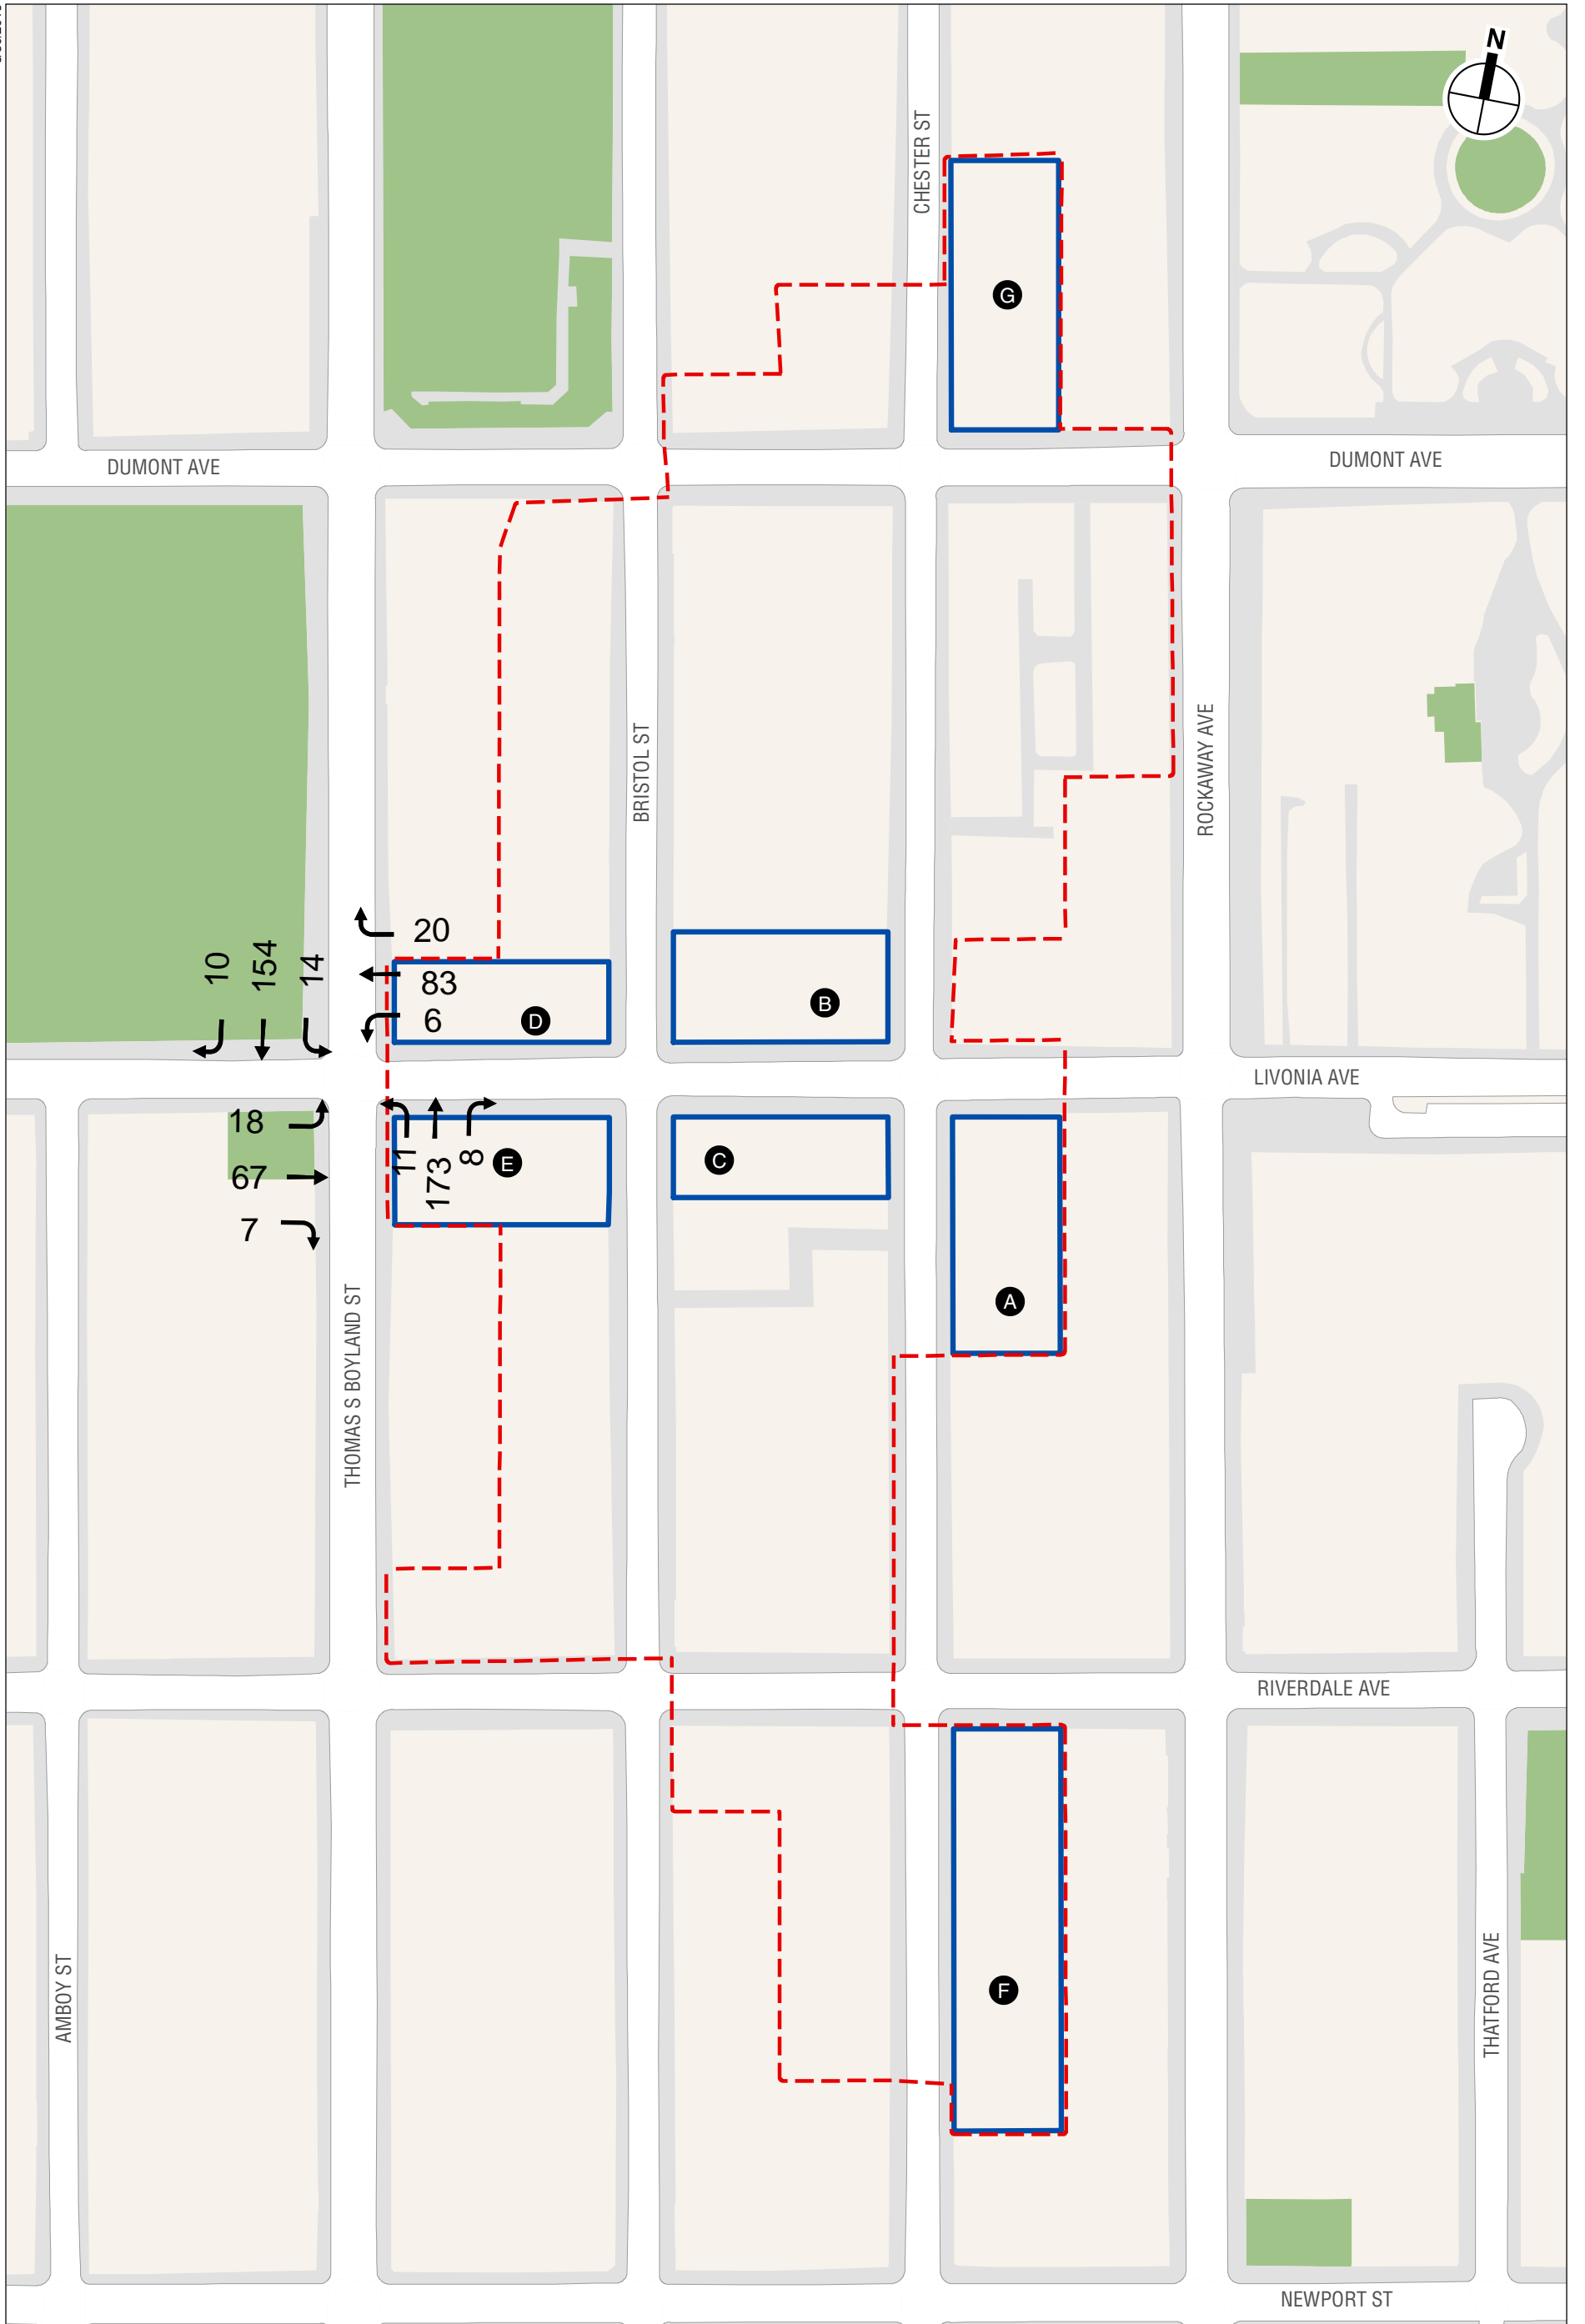 N
CHESTER ST
G
DUMONT AVE
DUMONT AVE
BRISTOL ST
ROCKAWAY AVE
20
10
154
14
83
6
D
B
LIVONIA AVE
18
11
173
8
E
C
67
7
A
THOMAS S BOYLAND ST
RIVERDALE AVE
AMBOY ST
F
THATFORD AVE
NEWPORT ST